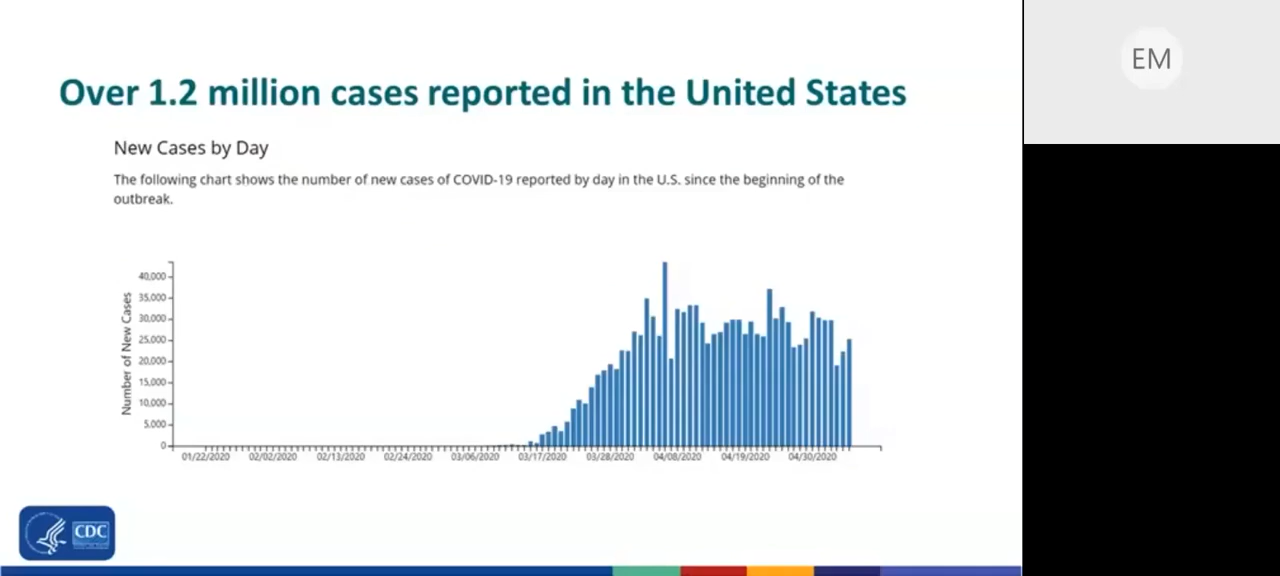 EM
Over 1.2 million cases reported in the United States
New Cases by Day
The following chart shows the number of new cases of COVID-19 reported by day in the U.S. since the beginning of the
outbreak.
Number of New Cases
40,000
35,000
30,000
25,000
20,000
15,000
10,000
5,000
0
01/22/2020 02/02/2020 02/13/2020 02/24/2020 03/06/2020 03/17/2020 03/28/2020 04/08/2020 04/19/2020 04/30/2020
CDC